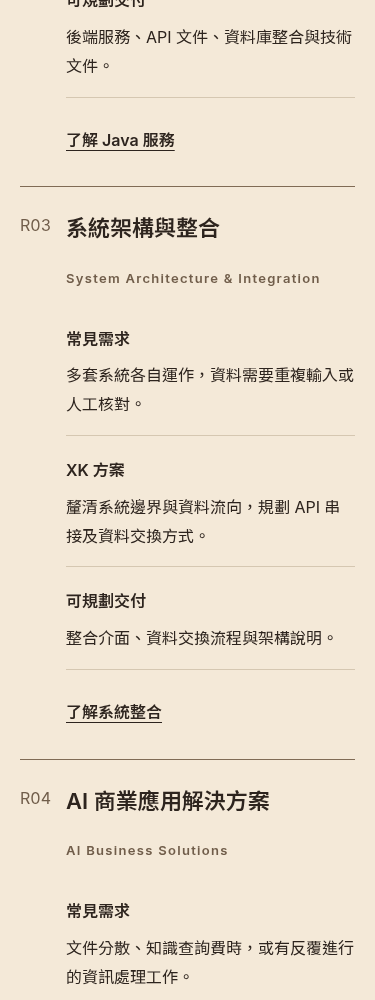 可規劃交付
後端服務、API 文件、資料庫整合與技術
文件。
了解 Java 服務
R03
系統架構與整合
System Architecture & Integration
常見需求
多套系統各自運作，資料需要重複輸入或
人工核對。
XK 方案
釐清系統邊界與資料流向，規劃 API 串
接及資料交換方式。
可規劃交付
整合介面、資料交換流程與架構說明。
了解系統整合
R04
AI 商業應用解決方案
AI Business Solutions
常見需求
文件分散、知識查詢費時，或有反覆進行
的資訊處理工作。